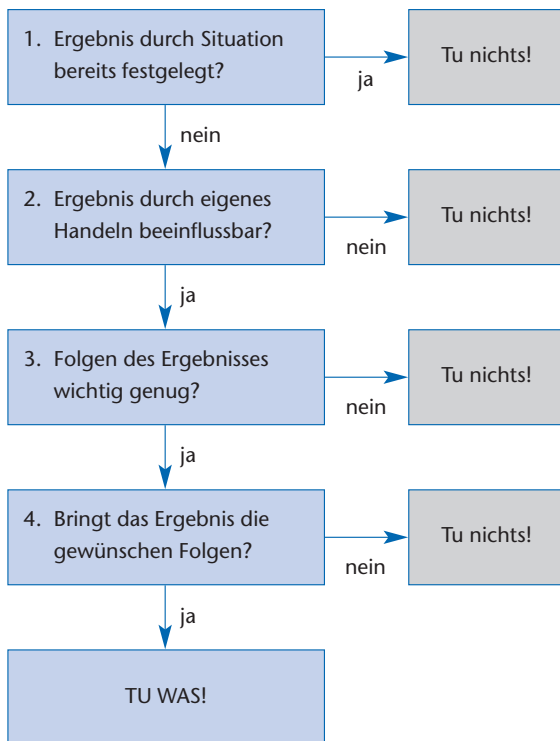 1. Ergebnis durch Situation
bereits festgelegt?
ja
Tu nichts!
nein
2. Ergebnis durch eigenes
Handeln beeinflussbar?
nein
Tu nichts!
ja
3. Folgen des Ergebnisses
wichtig genug?
nein
Tu nichts!
ja
4. Bringt das Ergebnis die
gewünschen Folgen?
nein
Tu nichts!
ja
TU WAS!